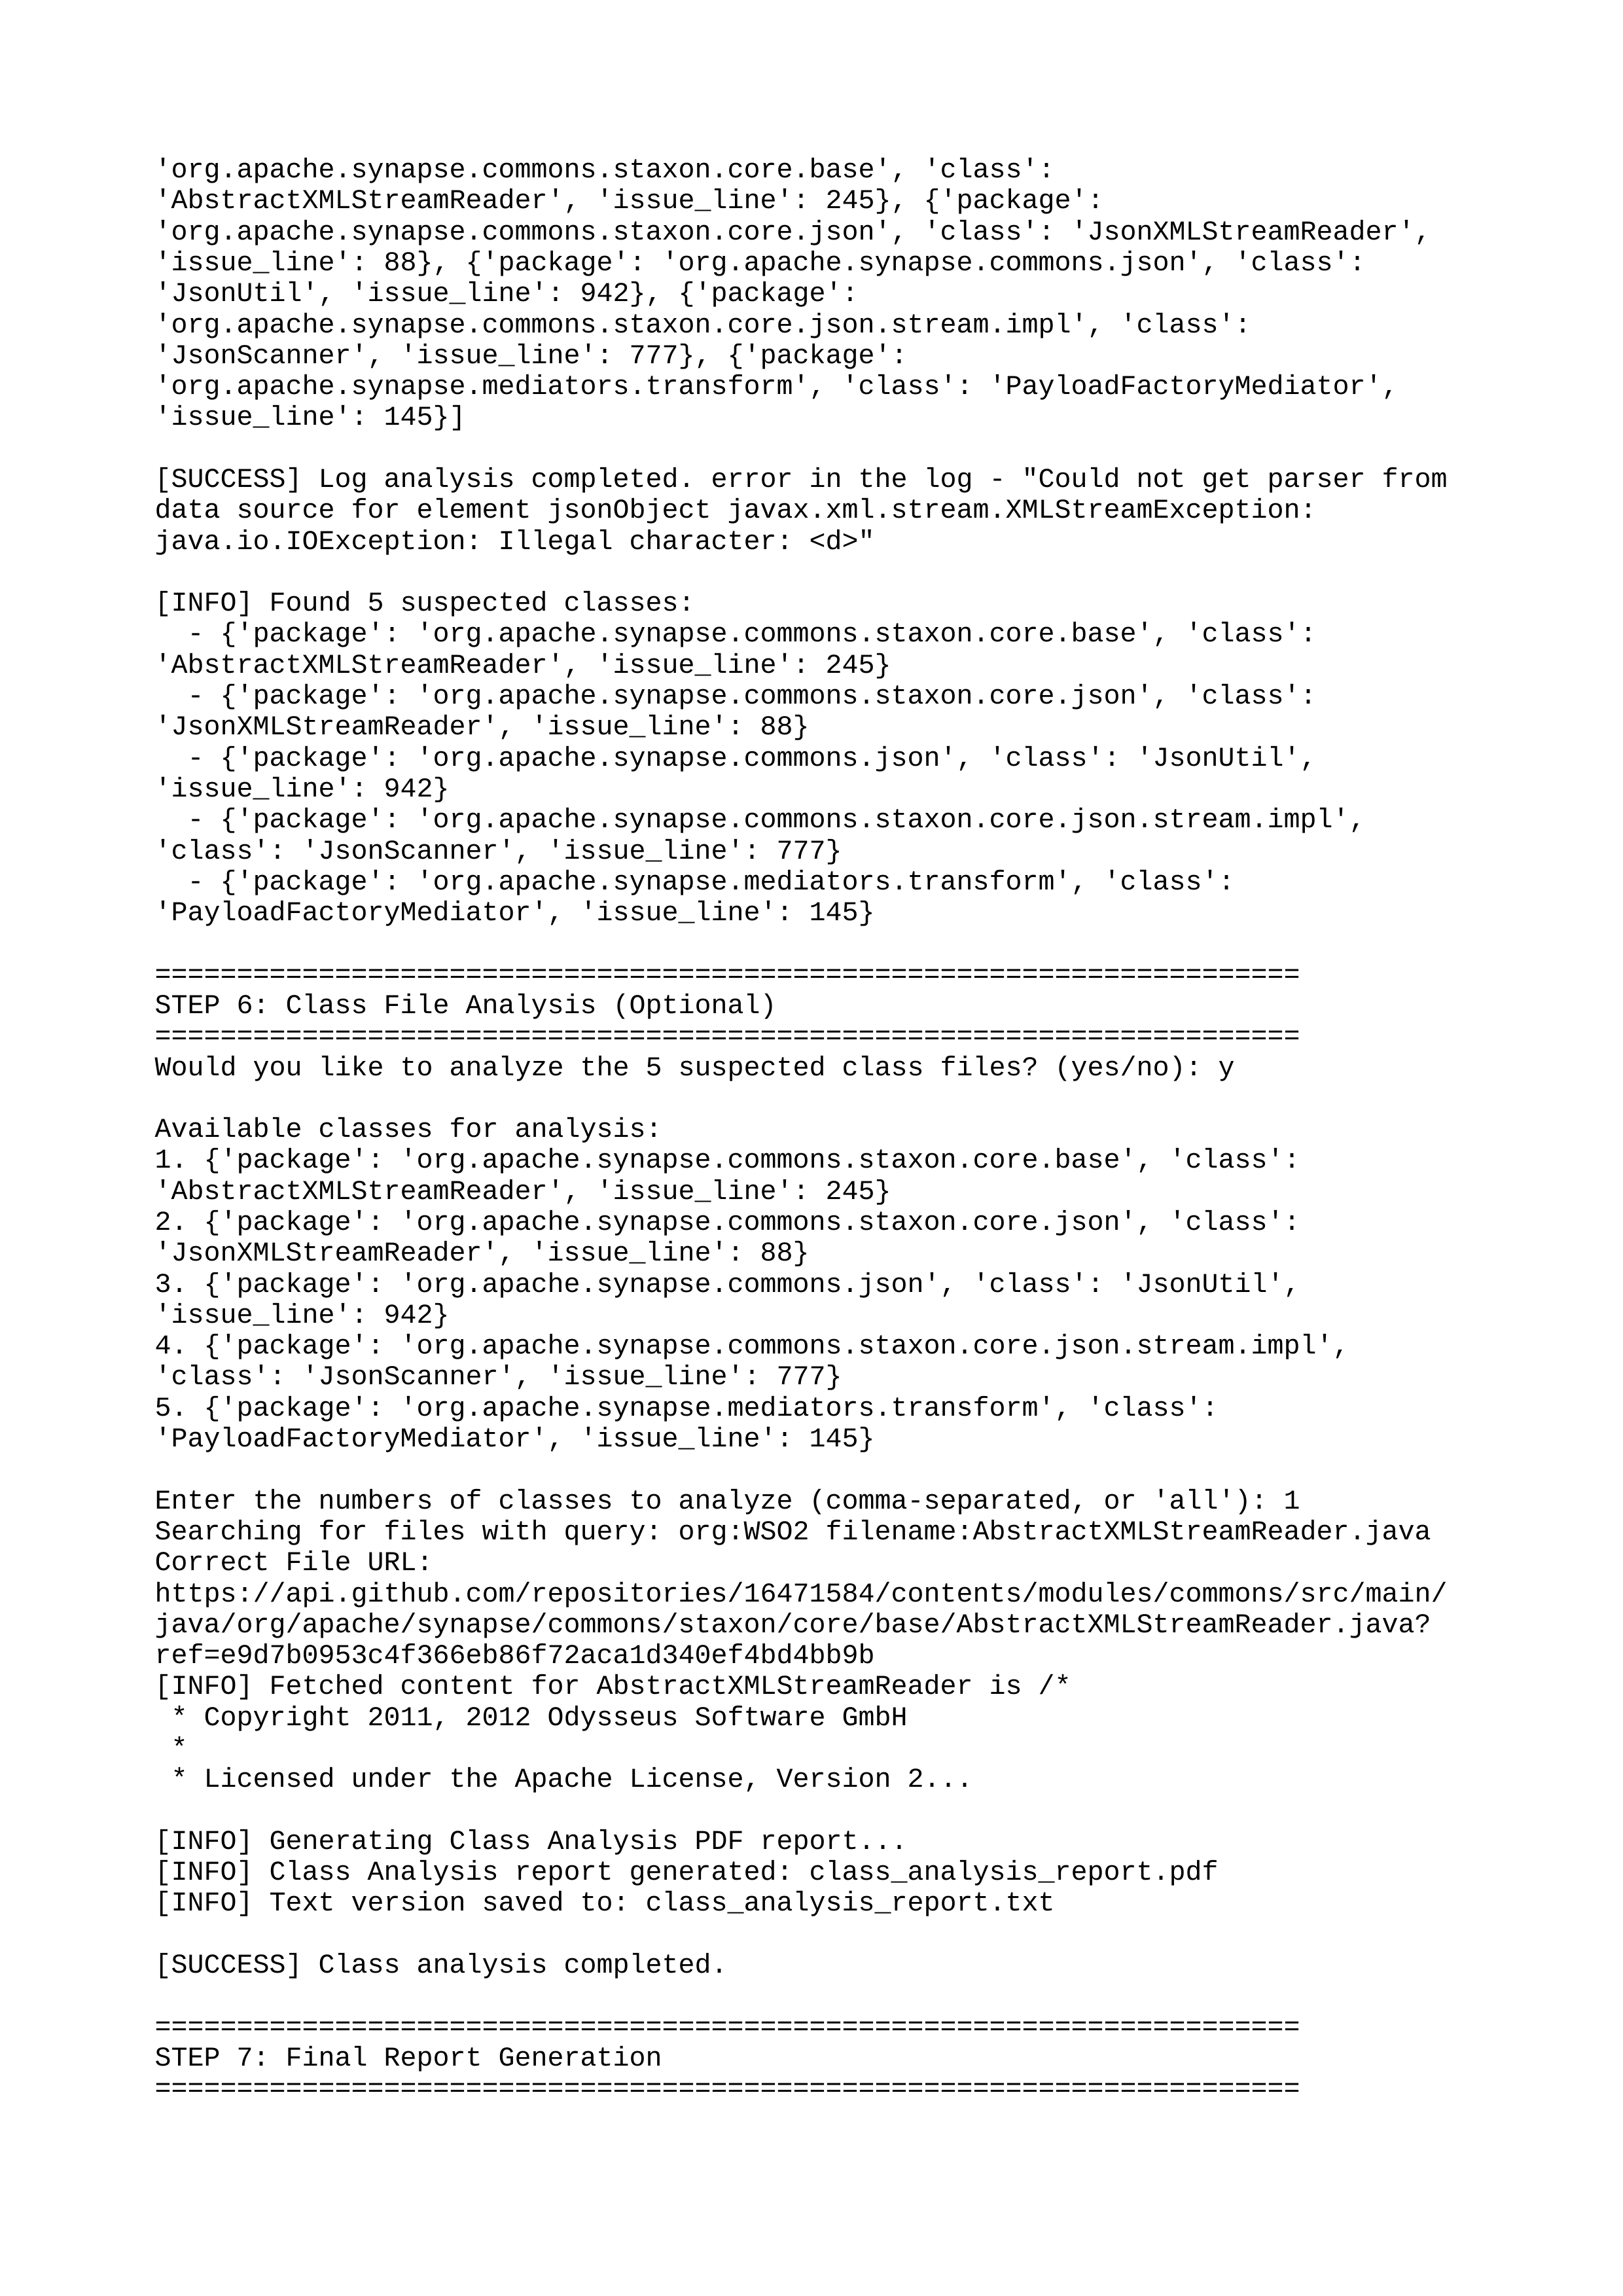 'org.apache.synapse.commons.staxon.core.base', 'class':
'AbstractXMLStreamReader', 'issue_line': 245}, {'package':
'org.apache.synapse.commons.staxon.core.json', 'class': 'JsonXMLStreamReader',
'issue_line': 88}, {'package': 'org.apache.synapse.commons.json', 'class':
'JsonUtil', 'issue_line': 942}, {'package':
'org.apache.synapse.commons.staxon.core.json.stream.impl', 'class':
'JsonScanner', 'issue_line': 777}, {'package':
'org.apache.synapse.mediators.transform', 'class': 'PayloadFactoryMediator',
'issue_line': 145}]

[SUCCESS] Log analysis completed. error in the log - "Could not get parser from
data source for element jsonObject javax.xml.stream.XMLStreamException:
java.io.IOException: Illegal character: <d>"

[INFO] Found 5 suspected classes:
  - {'package': 'org.apache.synapse.commons.staxon.core.base', 'class':
'AbstractXMLStreamReader', 'issue_line': 245}
  - {'package': 'org.apache.synapse.commons.staxon.core.json', 'class':
'JsonXMLStreamReader', 'issue_line': 88}
  - {'package': 'org.apache.synapse.commons.json', 'class': 'JsonUtil',
'issue_line': 942}
  - {'package': 'org.apache.synapse.commons.staxon.core.json.stream.impl',
'class': 'JsonScanner', 'issue_line': 777}
  - {'package': 'org.apache.synapse.mediators.transform', 'class':
'PayloadFactoryMediator', 'issue_line': 145}

======================================================================
STEP 6: Class File Analysis (Optional)
======================================================================
Would you like to analyze the 5 suspected class files? (yes/no): y

Available classes for analysis:
1. {'package': 'org.apache.synapse.commons.staxon.core.base', 'class':
'AbstractXMLStreamReader', 'issue_line': 245}
2. {'package': 'org.apache.synapse.commons.staxon.core.json', 'class':
'JsonXMLStreamReader', 'issue_line': 88}
3. {'package': 'org.apache.synapse.commons.json', 'class': 'JsonUtil',
'issue_line': 942}
4. {'package': 'org.apache.synapse.commons.staxon.core.json.stream.impl',
'class': 'JsonScanner', 'issue_line': 777}
5. {'package': 'org.apache.synapse.mediators.transform', 'class':
'PayloadFactoryMediator', 'issue_line': 145}

Enter the numbers of classes to analyze (comma-separated, or 'all'): 1
Searching for files with query: org:WSO2 filename:AbstractXMLStreamReader.java
Correct File URL:
https://api.github.com/repositories/16471584/contents/modules/commons/src/main/
java/org/apache/synapse/commons/staxon/core/base/AbstractXMLStreamReader.java?
ref=e9d7b0953c4f366eb86f72aca1d340ef4bd4bb9b
[INFO] Fetched content for AbstractXMLStreamReader is /*
 * Copyright 2011, 2012 Odysseus Software GmbH
 *
 * Licensed under the Apache License, Version 2...

[INFO] Generating Class Analysis PDF report...
[INFO] Class Analysis report generated: class_analysis_report.pdf
[INFO] Text version saved to: class_analysis_report.txt

[SUCCESS] Class analysis completed.

======================================================================
STEP 7: Final Report Generation
======================================================================